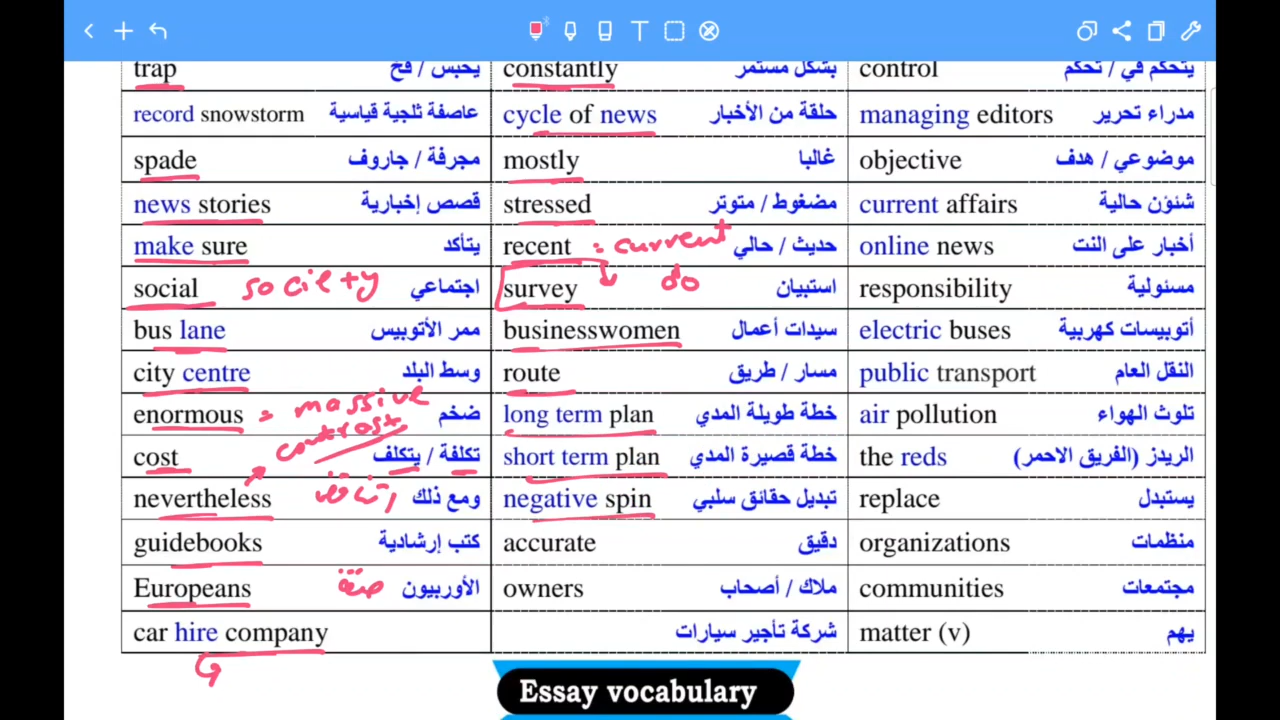 trap يحبس / فخ constantly بشكل مستمر control يتحكم في / تحكم
record snowstorm عاصفة ثلجية قياسية cycle of news حلقة من الأخبار managing editors مدراء تحرير
spade مجرفة / جاروف mostly غالبا objective موضوعي / هدف
news stories قصص إخبارية stressed مضغوط / متوتر current affairs شئون حالية
make sure يتأكد recent = current حديث / حالي online news أخبار على النت
social society اجتماعي survey do استبيان responsibility مسئولية
bus lane ممر الأتوبيس businesswomen سيدات أعمال electric buses أتوبيسات كهربية
city centre وسط البلد route مسار / طريق public transport النقل العام
enormous = massive ضخم long term plan خطة طويلة المدي air pollution تلوث الهواء
contrast
cost تكلفة / يتكلف short term plan خطة قصيرة المدي the reds الريدز (الفريق الاحمر)
nevertheless ومع ذلك negative spin تبديل حقائق سلبي replace يستبدل
guidebooks كتب إرشادية accurate دقيق organizations منظمات
Europeans صفة الأوربيون owners ملاك / أصحاب communities مجتمعات
car hire company شركة تأجير سيارات matter (v) يهم
Essay vocabulary